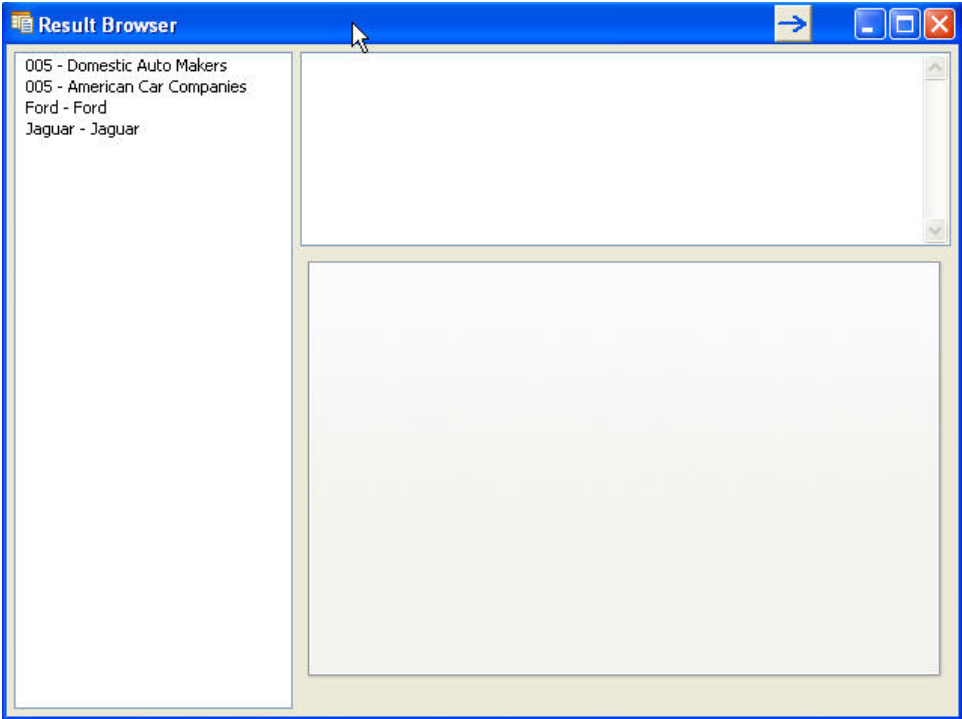 Result Browser
005 - Domestic Auto Makers
005 - American Car Companies
Ford - Ford
Jaguar - Jaguar